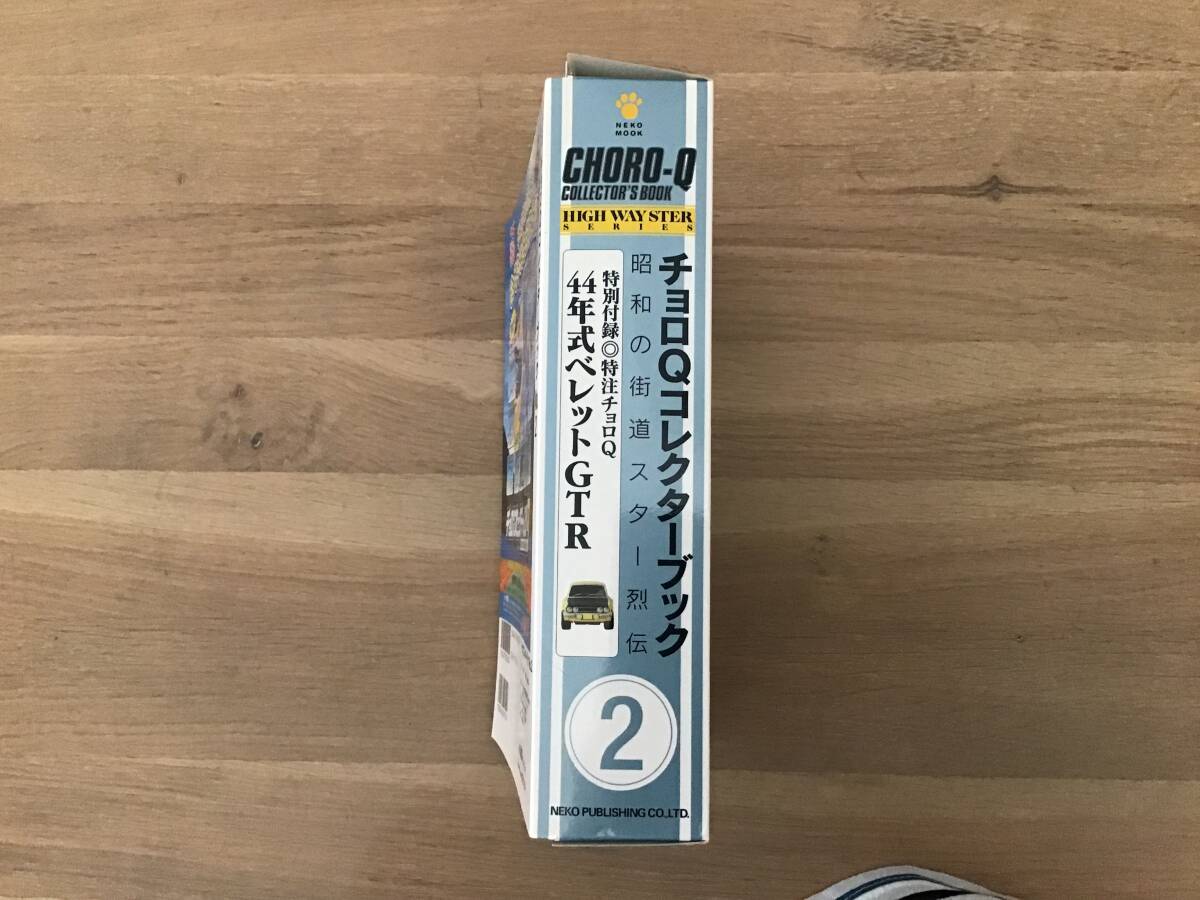 NEKO
MOOK
CHORO-Q
COLLECTOR'S BOOK
HIGH WAY STER
SERIES
チョロQコレクターブック
昭和の街道スター烈伝
特別付録◎特注チョロQ
44年式ベレットGTR
2
NEKO PUBLISHING CO.,LTD.